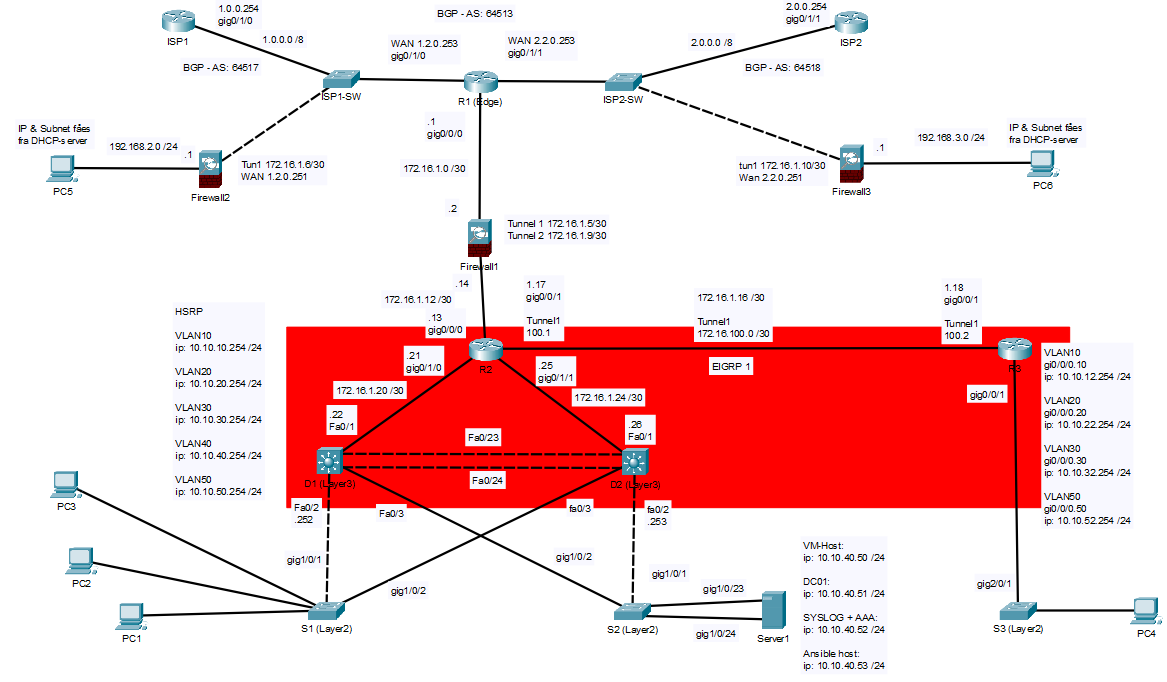 1.0.0.254
gig0/1/0
ISP1
BGP - AS: 64513
2.0.0.254
gig0/1/1
ISP2
1.0.0.0 /8
WAN 1.2.0.253
gig0/1/0
WAN 2.2.0.253
gig0/1/1
2.0.0.0 /8
BGP - AS: 64517
BGP - AS: 64518
ISP1-SW
R1 (Edge)
ISP2-SW
IP & Subnet fåes
fra DHCP-server
192.168.2.0 /24
.1
PC5
Tun1 172.16.1.6/30
WAN 1.2.0.251
Firewall2
.1
gig0/0/0
172.16.1.0 /30
.2
tun1 172.16.1.10/30
Wan 2.2.0.251
.1
192.168.3.0 /24
IP & Subnet fåes
fra DHCP-server
Firewall3
PC6
Tunnel 1 172.16.1.5/30
Tunnel 2 172.16.1.9/30
Firewall1
.14
172.16.1.12 /30
.13
gig0/0/0
1.17
gig0/0/1
Tunnel1
100.1
172.16.1.16 /30
Tunnel1
172.16.100.0 /30
1.18
gig0/0/1
Tunnel1
100.2
HSRP
VLAN10
ip: 10.10.10.254 /24
VLAN20
ip: 10.10.20.254 /24
VLAN30
ip: 10.10.30.254 /24
VLAN40
ip: 10.10.40.254 /24
VLAN50
ip: 10.10.50.254 /24
R2
R3
EIGRP 1
.21
gig0/1/0
.25
gig0/1/1
172.16.1.20 /30
172.16.1.24 /30
.22
Fa0/1
.26
Fa0/1
Fa0/23
Fa0/24
D1 (Layer3)
D2 (Layer3)
gig0/0/1
VLAN10
gi0/0/0.10
ip: 10.10.12.254 /24
VLAN20
gi0/0/0.20
ip: 10.10.22.254 /24
VLAN30
gi0/0/0.30
ip: 10.10.32.254 /24
VLAN50
gi0/0/0.50
ip: 10.10.52.254 /24
Fa0/2
.252
Fa0/3
fa0/3
fa0/2
.253
PC3
PC2
PC1
gig1/0/1
gig1/0/2
S1 (Layer2)
gig1/0/2
gig1/0/1
S2 (Layer2)
gig1/0/23
gig1/0/24
Server1
VM-Host:
ip: 10.10.40.50 /24
DC01:
ip: 10.10.40.51 /24
SYSLOG + AAA:
ip: 10.10.40.52 /24
Ansible host:
ip: 10.10.40.53 /24
gig2/0/1
S3 (Layer2)
PC4